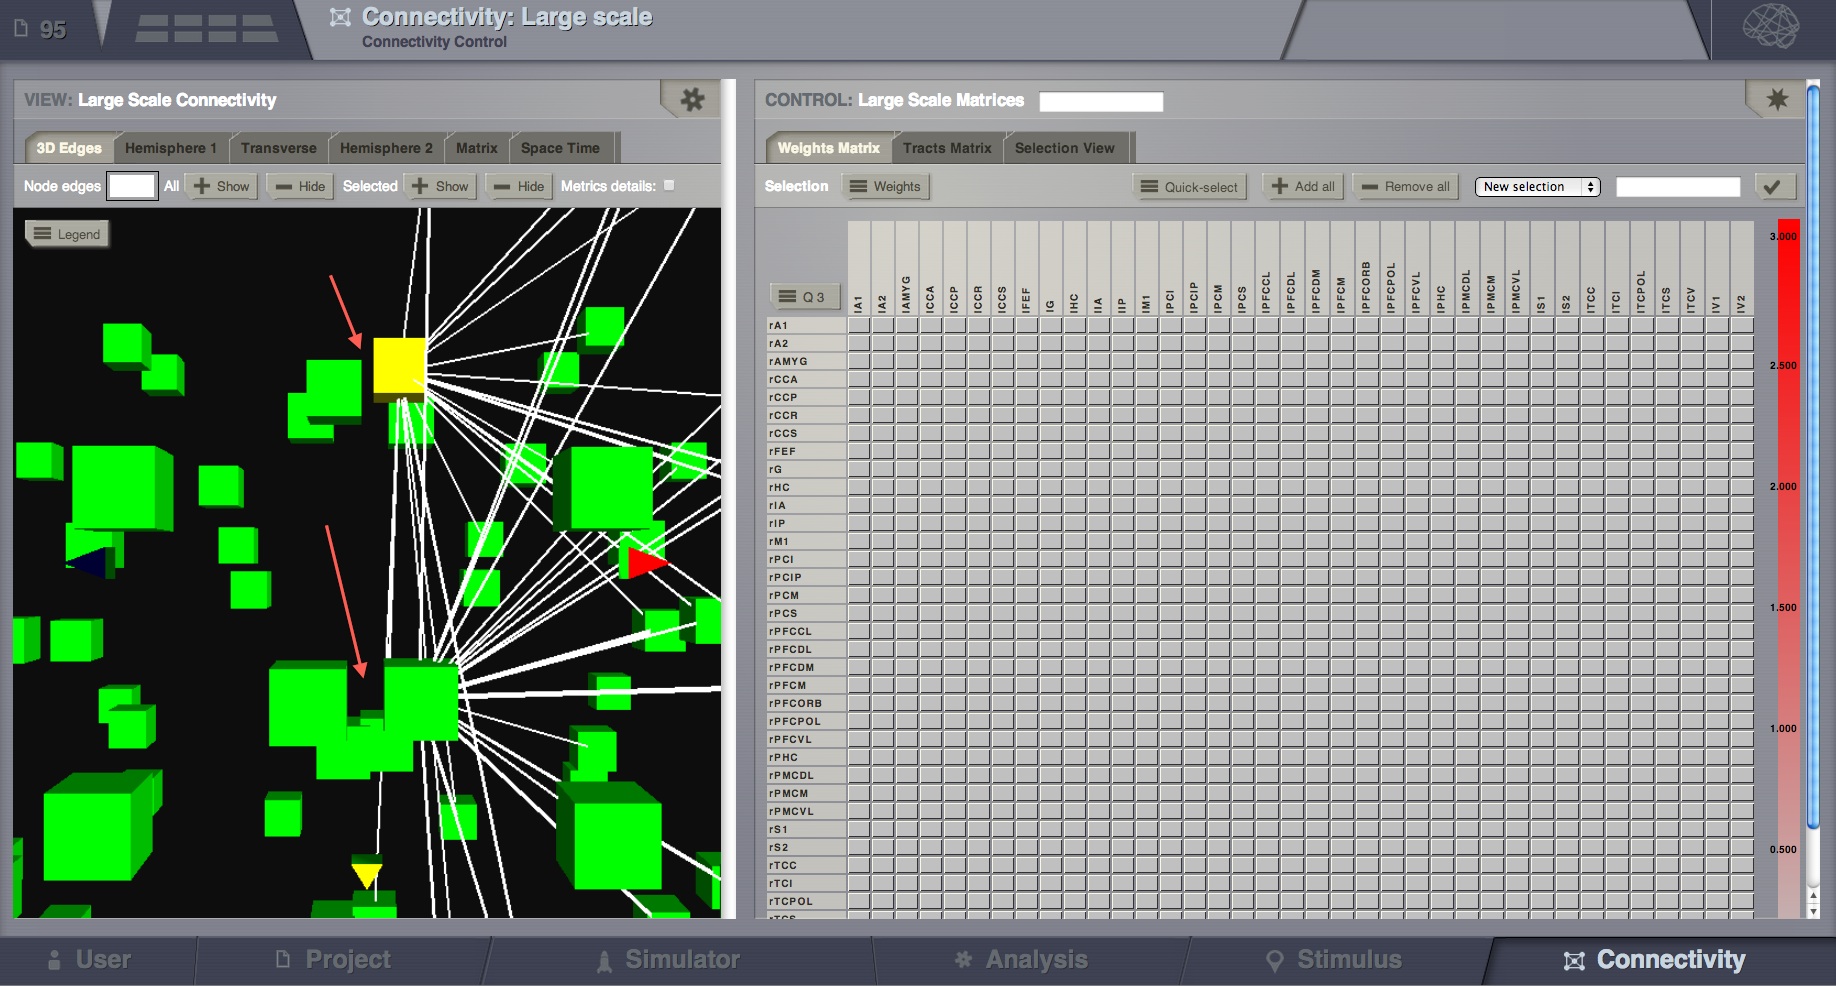 95
Connectivity: Large scale
Connectivity Control
VIEW: Large Scale Connectivity
3D Edges Hemisphere 1 Transverse Hemisphere 2 Matrix Space Time
Node edges All Show Hide Selected Show Hide Metrics details:
Legend
CONTROL: Large Scale Matrices
Weights Matrix Tracts Matrix Selection View
Selection Weights Quick-select Add all Remove all New selection
Q 3
lA1 lA2 lAMYG lCCA lCCP lCCR lCCS lFEF lG lHC lIA lIP lM1 lPCI lPCIP lPCM lPCS lPFCCL lPFCDL lPFCDM lPFCM lPFCORB lPFCPOL lPFCVL lPHC lPMCDL lPMCM lPMCVL lS1 lS2 lTCC lTCI lTCPOL lTCS lTCV lV1 lV2
rA1
rA2
rAMYG
rCCA
rCCP
rCCR
rCCS
rFEF
rG
rHC
rIA
rIP
rM1
rPCI
rPCIP
rPCM
rPCS
rPFCCL
rPFCDL
rPFCDM
rPFCM
rPFCORB
rPFCPOL
rPFCVL
rPHC
rPMCDL
rPMCM
rPMCVL
rS1
rS2
rTCC
rTCI
rTCPOL
rTCS
3.000
2.500
2.000
1.500
1.000
0.500
User Project Simulator Analysis Stimulus Connectivity